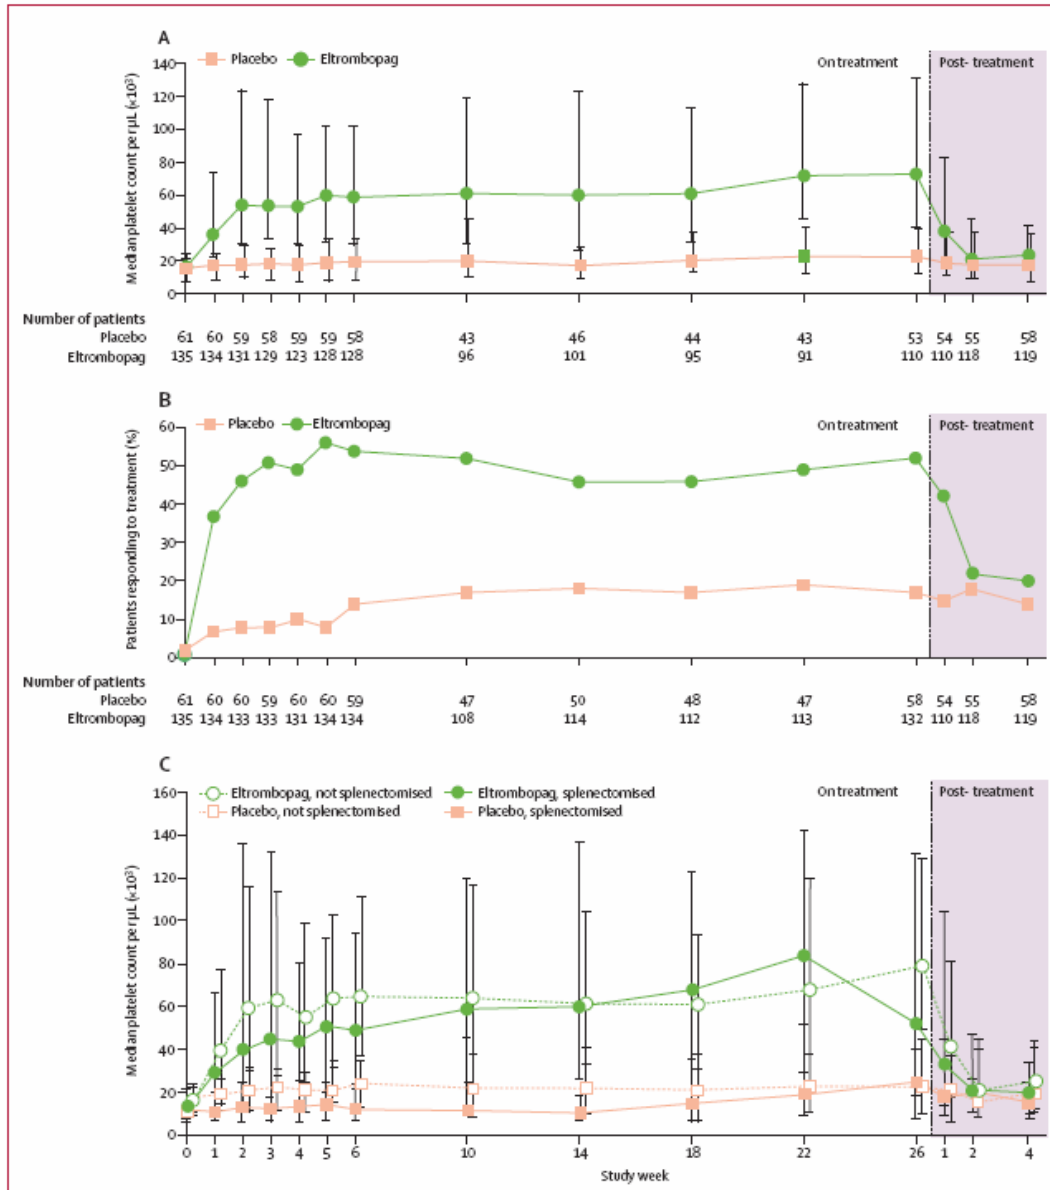 A
Placebo Eltrombopag On treatment Post- treatment
Median platelet count per μL (×10³)
140
120
100
80
60
40
20
0
Number of patients
Placebo 61 60 59 58 59 59 58 43 46 44 43 53 54 55 58
Eltrombopag 135 134 131 129 123 128 128 96 101 95 91 110 110 118 119
B
Placebo Eltrombopag On treatment Post- treatment
Patients responding to treatment (%)
60
50
40
30
20
10
0
Number of patients
Placebo 61 60 60 59 60 60 59 47 50 48 47 58 54 55 58
Eltrombopag 135 134 133 133 131 134 134 108 114 112 113 132 110 118 119
C
Eltrombopag, not splenectomised Eltrombopag, splenectomised On treatment Post- treatment
Placebo, not splenectomised Placebo, splenectomised
Median platelet count per μL (×10³)
160
140
120
100
80
60
40
20
0
0 1 2 3 4 5 6 10 14 18 22 26 1 2 4
Study week